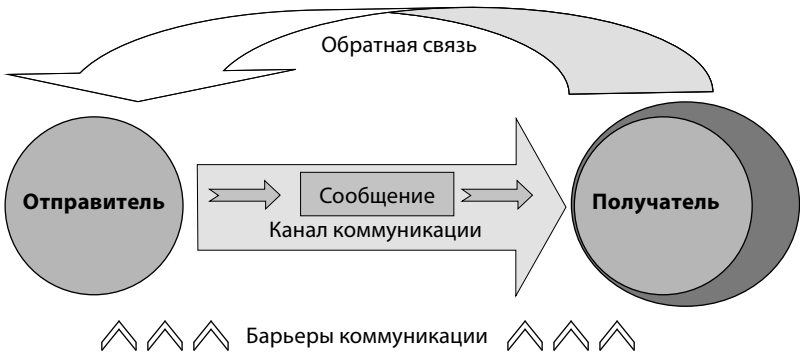 Обратная связь
Отправитель
Сообщение
Канал коммуникации
Получатель
Барьеры коммуникации